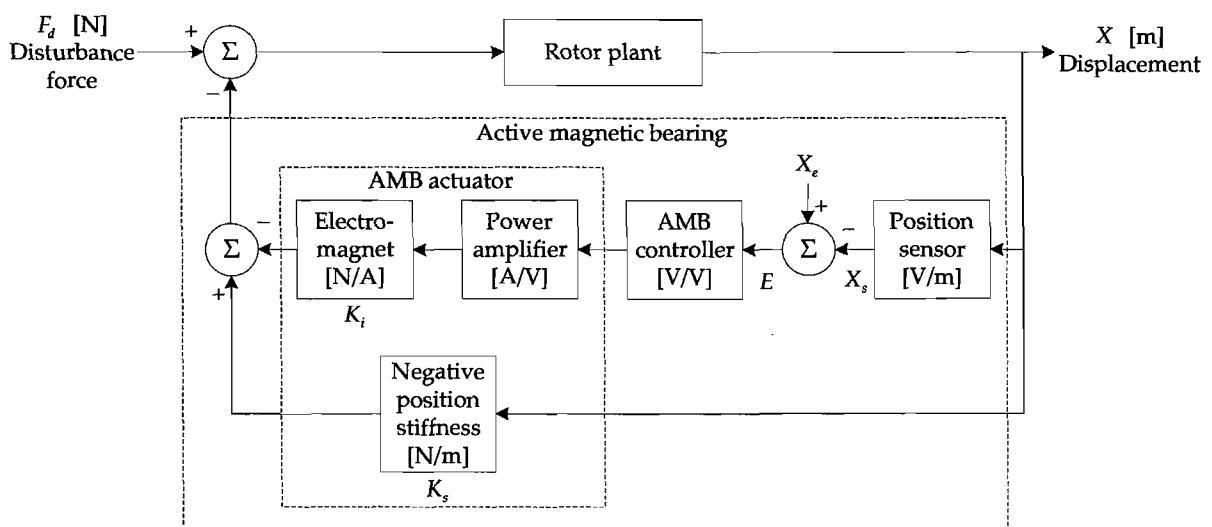 F_d [N]
Disturbance
force
+
Σ
−
Rotor plant
X [m]
Displacement
Active magnetic bearing
AMB actuator
Σ
−
+
Electro-
magnet
[N/A]
K_i
Power
amplifier
[A/V]
AMB
controller
[V/V]
E
X_e
+
Σ
−
X_s
Position
sensor
[V/m]
Negative
position
stiffness
[N/m]
K_s